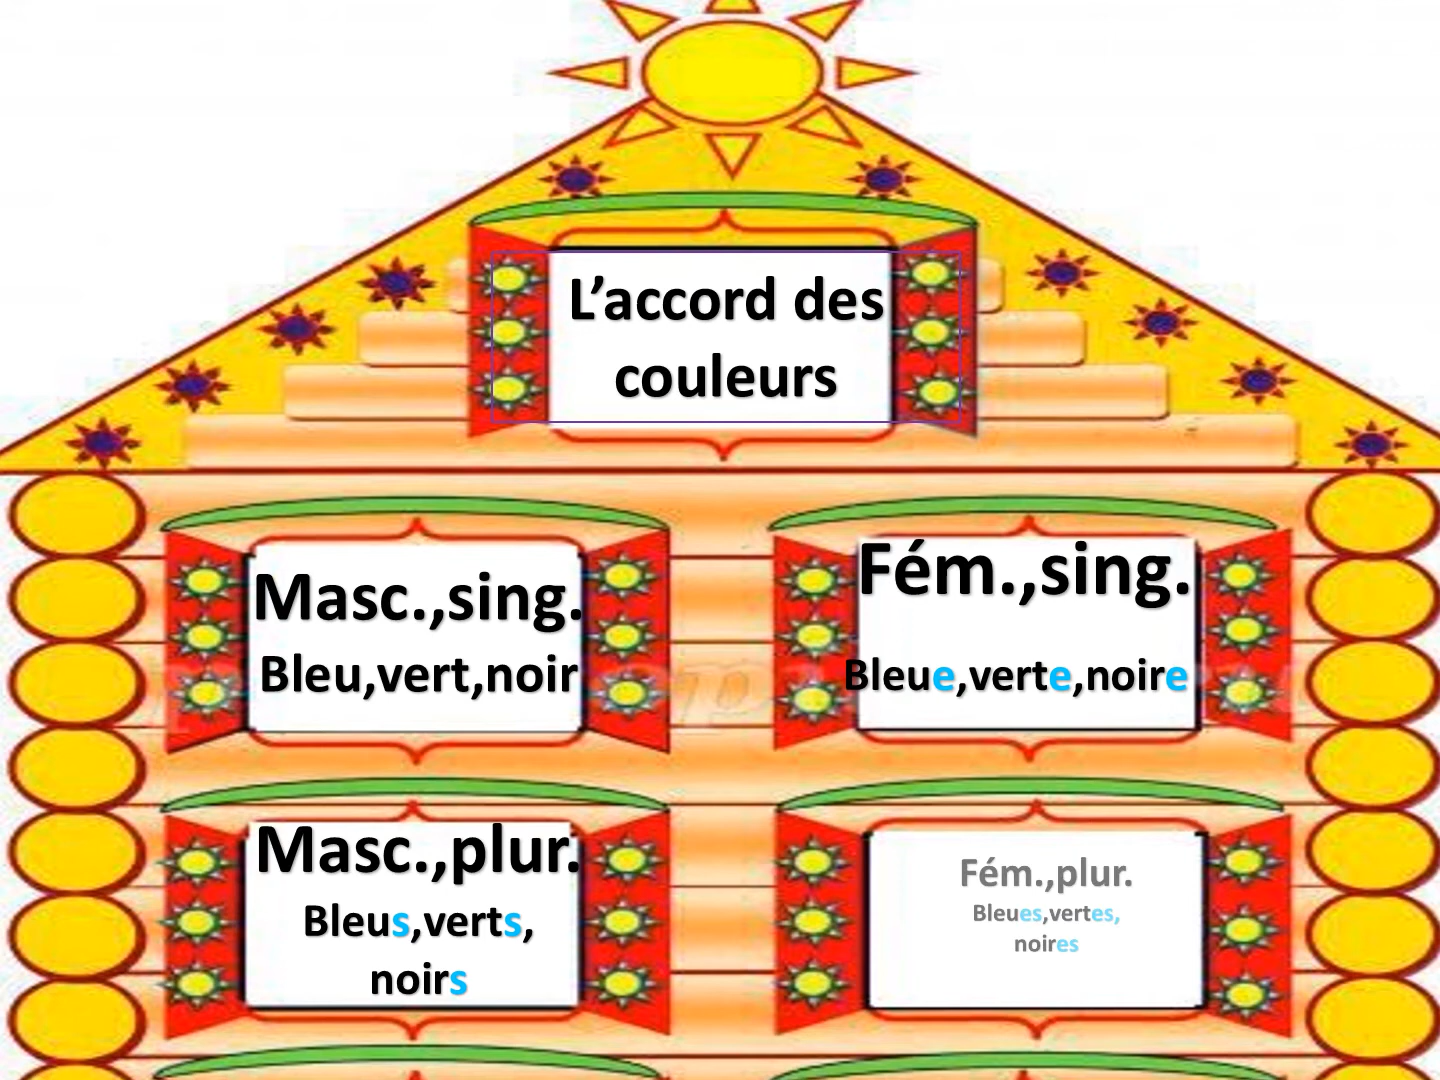 L’accord des
couleurs
Masc.,sing.
Bleu,vert,noir
Fém.,sing.
Bleue,verte,noire
Masc.,plur.
Bleus,verts,
noirs
Fém.,plur.
Bleues,vertes,
noires